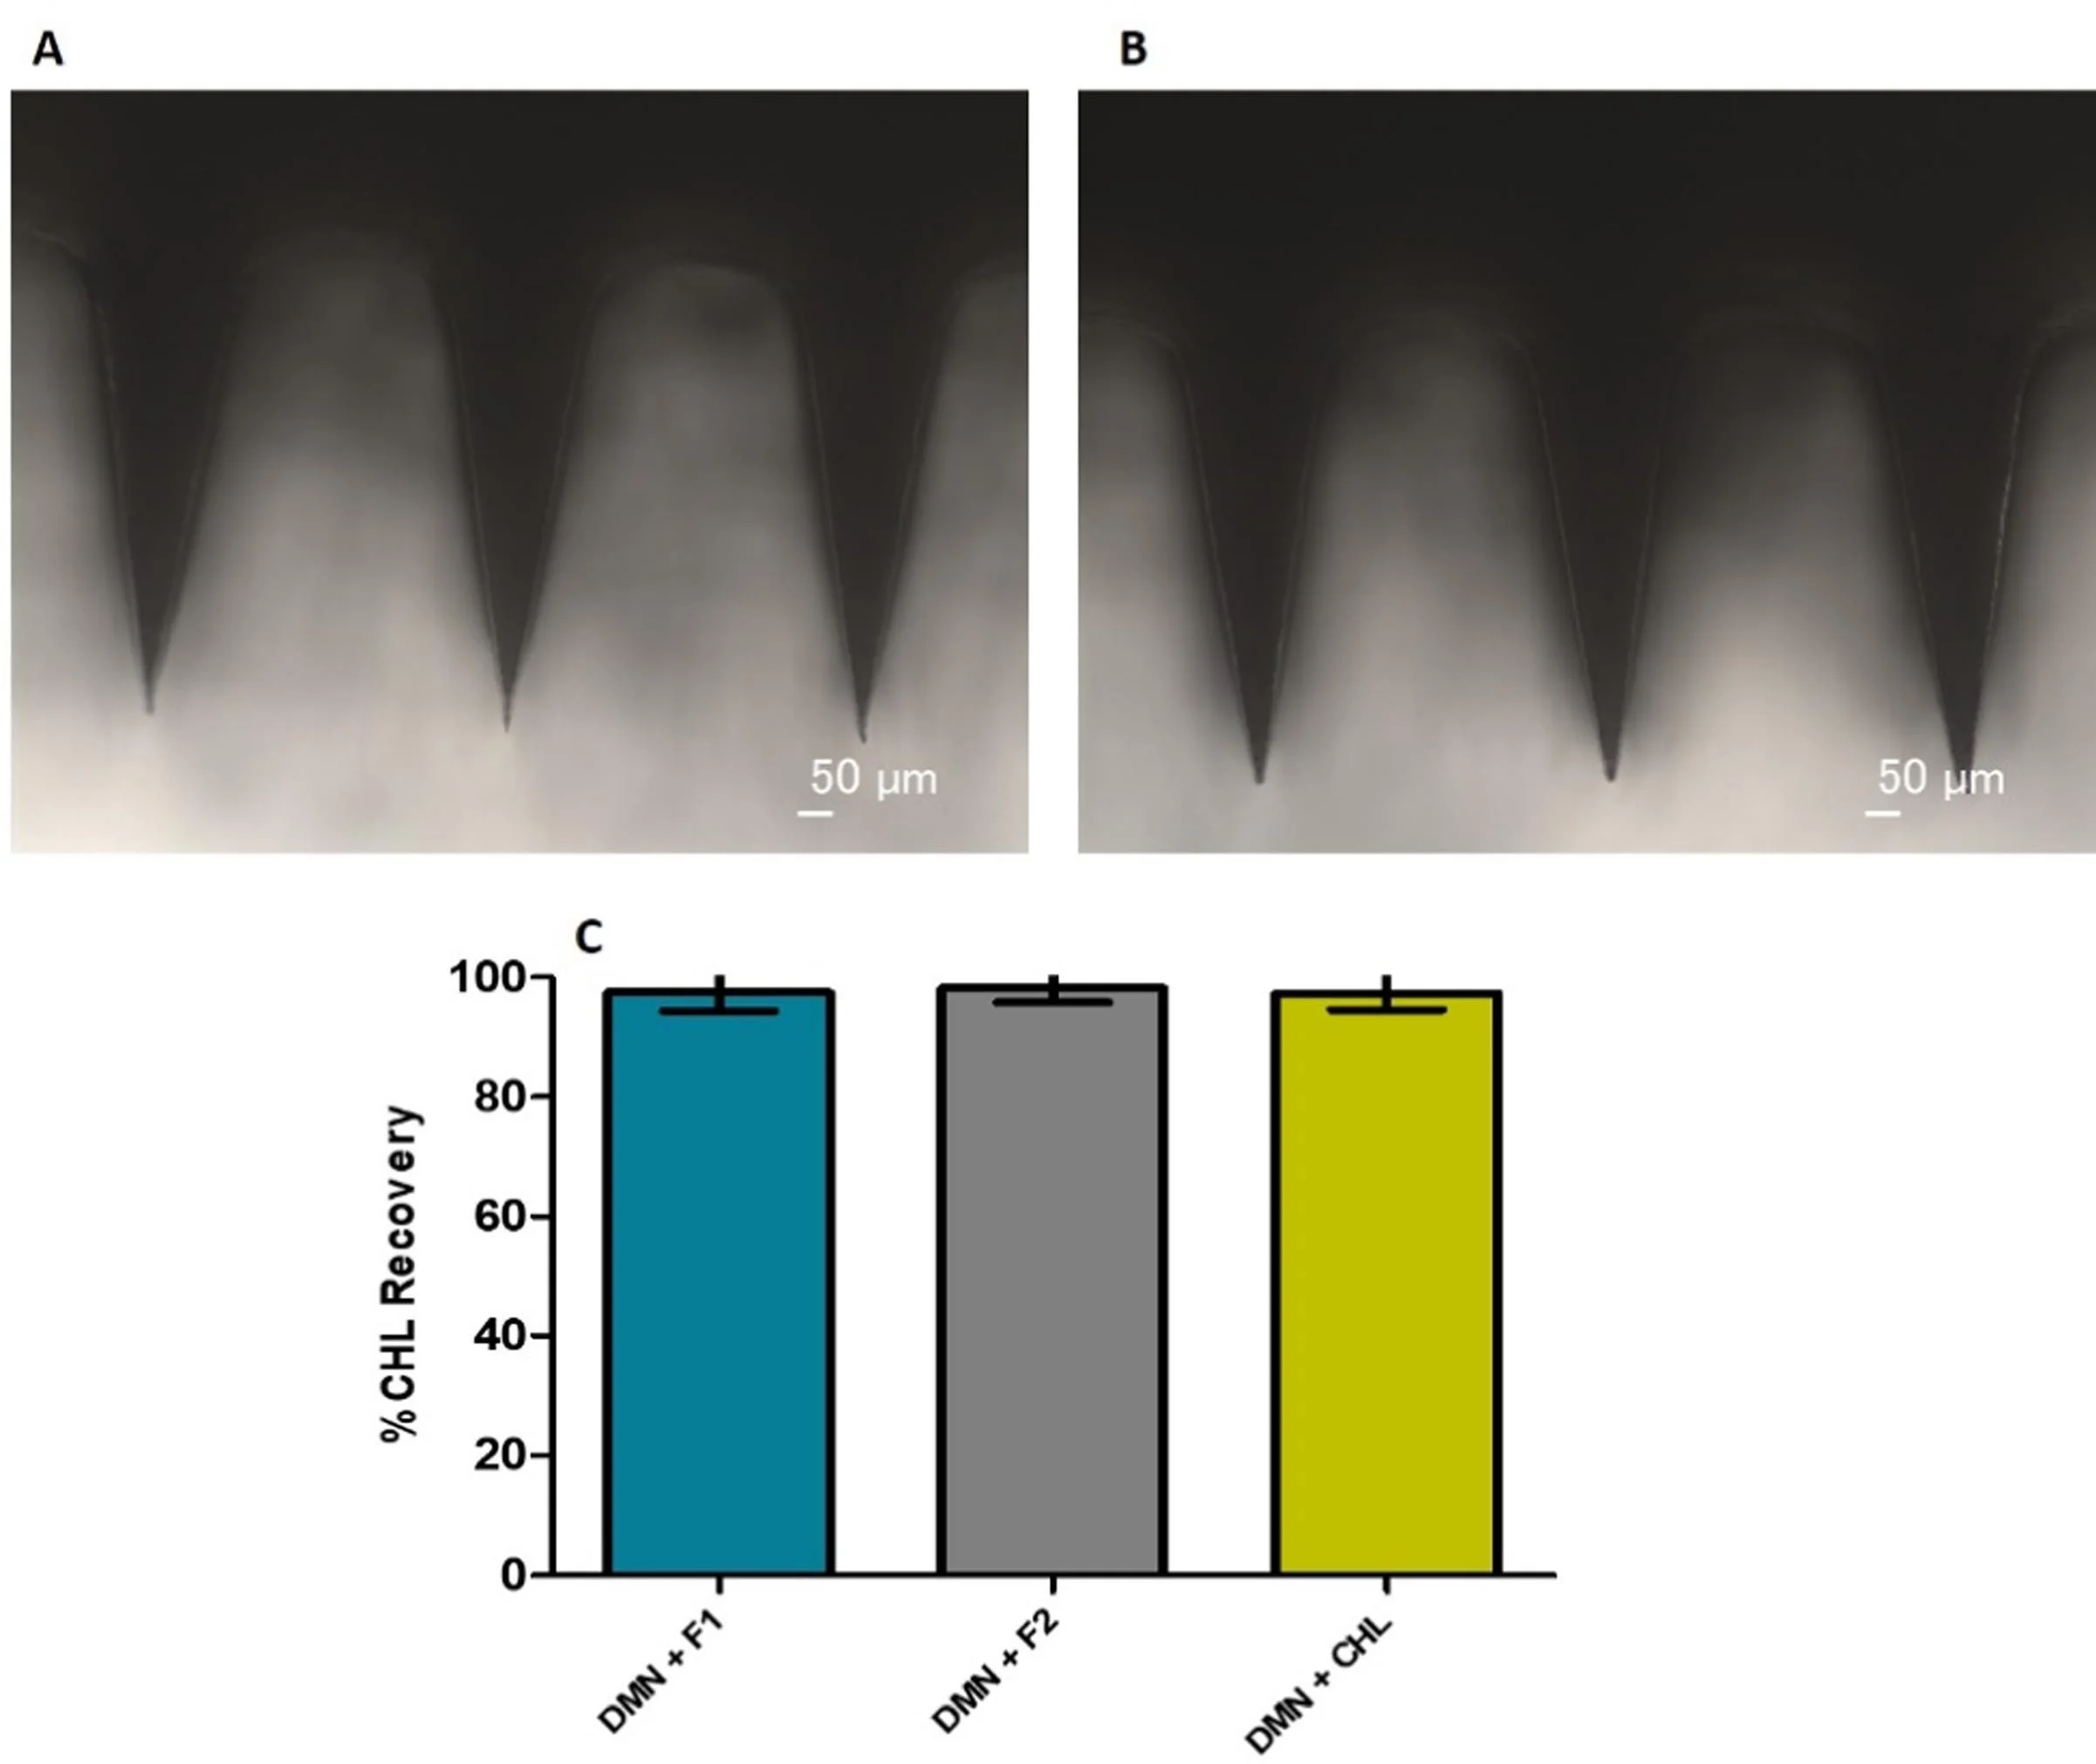 A
B
50 µm
50 µm
C
100
80
60
40
20
0
% CHL Recovery
DMN + F1
DMN + F2
DMN + CHL